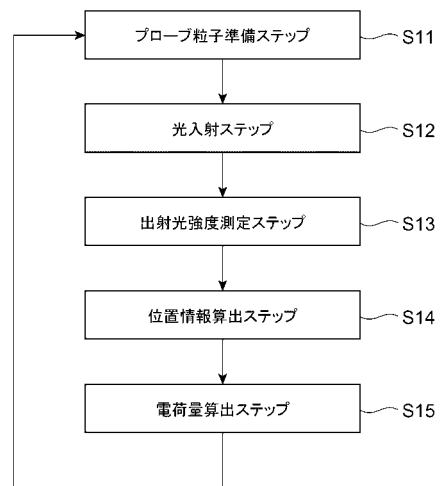 プローブ粒子準備ステップ S11
光入射ステップ S12
出射光強度測定ステップ S13
位置情報算出ステップ S14
電荷量算出ステップ S15